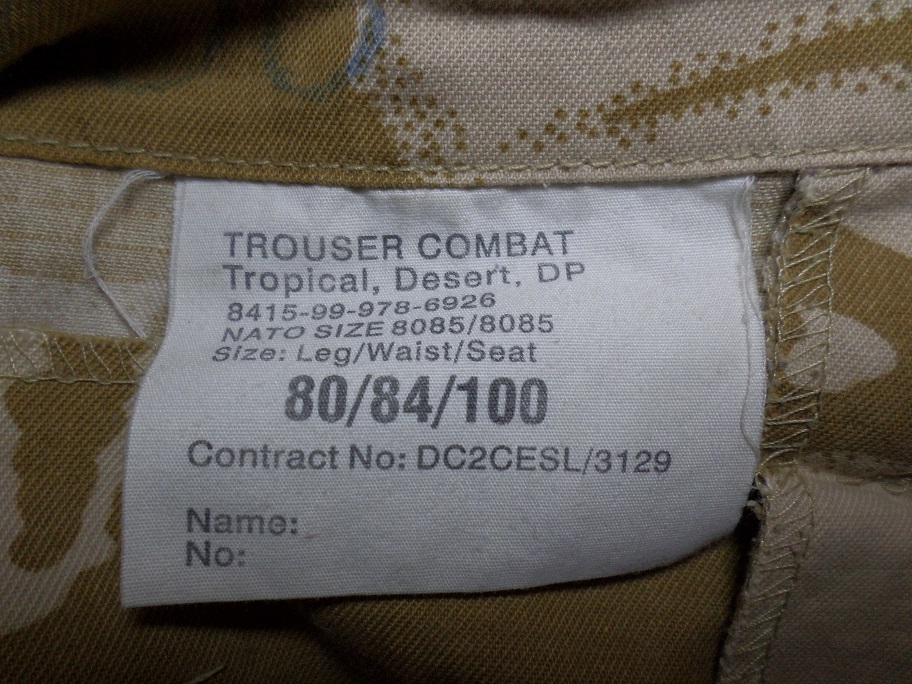 TROUSER COMBAT
Tropical, Desert, DP
8415-99-978-6926
NATO SIZE 8085/8085
Size: Leg/Waist/Seat
80/84/100
Contract No: DC2CESL/3129
Name:
No: